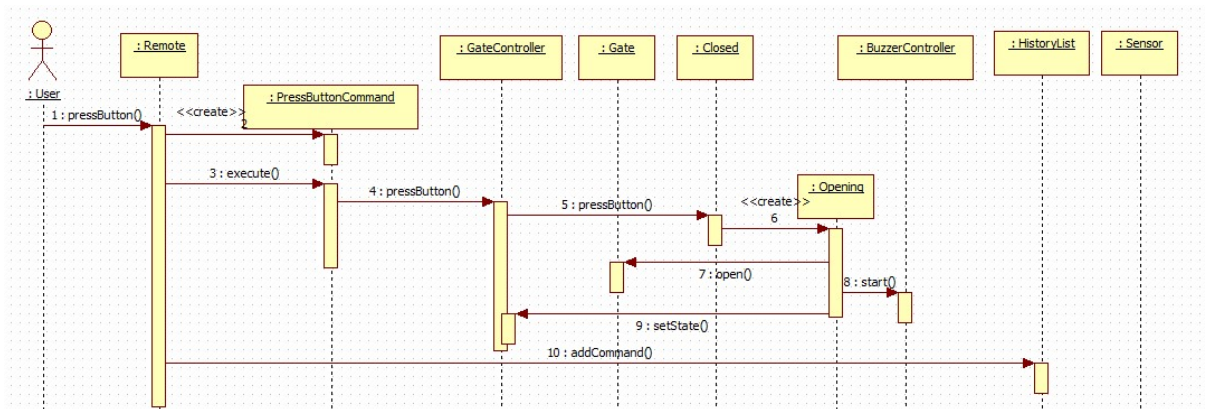 : Remote
: GateController
: Gate
: Closed
: BuzzerController
: HistoryList
: Sensor
: User
: PressButtonCommand
1 : pressButton()
<<create>>
2
3 : execute()
4 : pressButton()
: Opening
5 : pressButton()
<<create>>
6
7 : open()
8 : start()
9 : setState()
10 : addCommand()